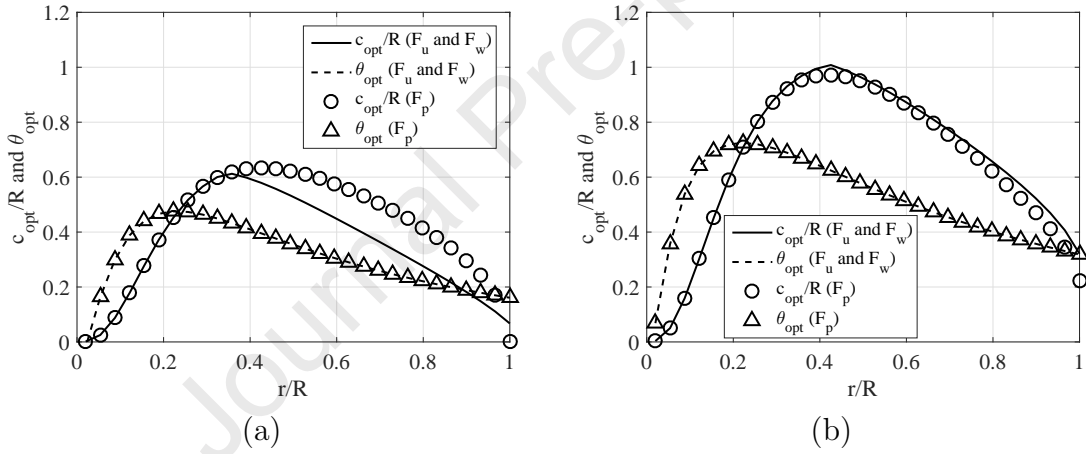 Journal Pre-p
1.2
1
0.8
0.6
0.4
0.2
0
c_opt/R and θ_opt
c_opt/R (F_u and F_w)
θ_opt (F_u and F_w)
c_opt/R (F_p)
θ_opt (F_p)
0
0.2
0.4
0.6
0.8
1
r/R
(a)
1.2
1
0.8
0.6
0.4
0.2
0
c_opt/R and θ_opt
c_opt/R (F_u and F_w)
θ_opt (F_u and F_w)
c_opt/R (F_p)
θ_opt (F_p)
0
0.2
0.4
0.6
0.8
1
r/R
(b)